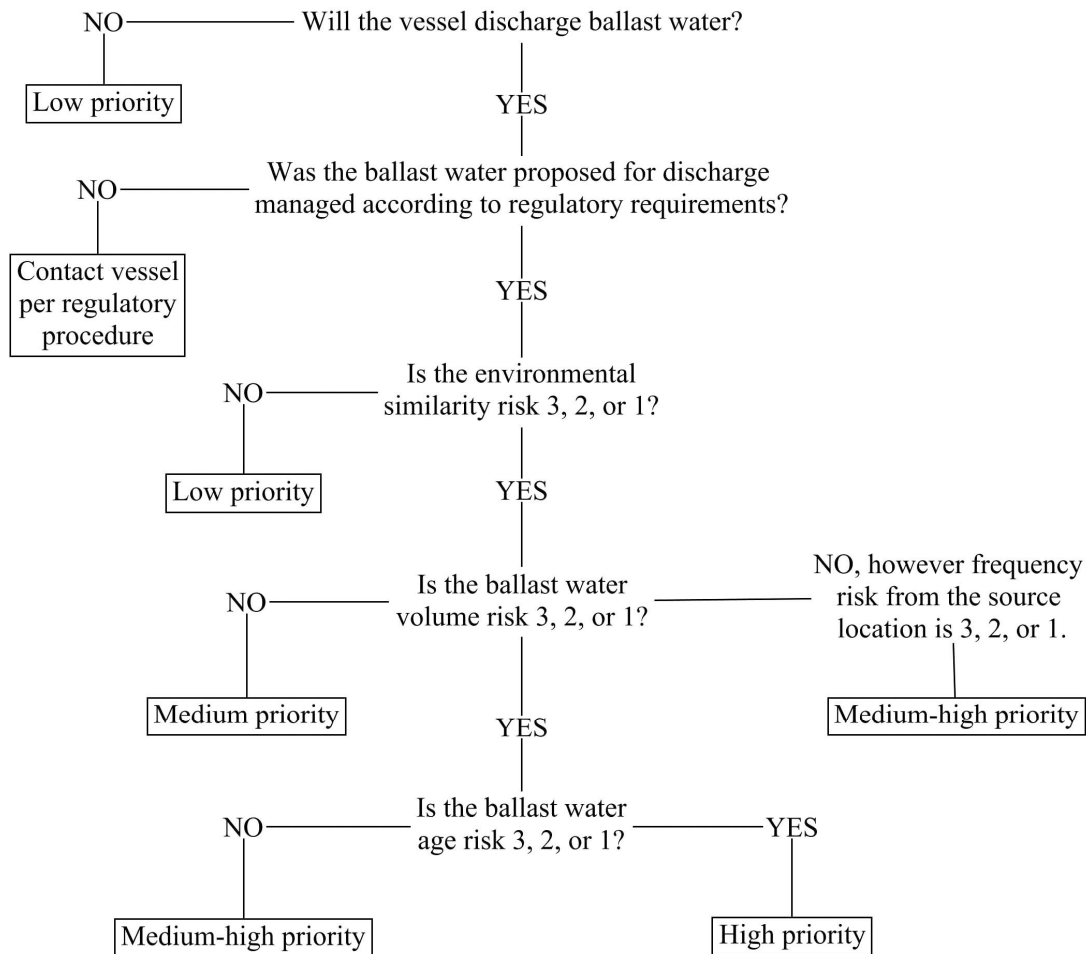 NO
Will the vessel discharge ballast water?
Low priority
YES
NO
Was the ballast water proposed for discharge
managed according to regulatory requirements?
Contact vessel
per regulatory
procedure
YES
NO
Is the environmental
similarity risk 3, 2, or 1?
Low priority
YES
NO
Is the ballast water
volume risk 3, 2, or 1?
NO, however frequency
risk from the source
location is 3, 2, or 1.
Medium priority
Medium-high priority
YES
NO
Is the ballast water
age risk 3, 2, or 1?
YES
Medium-high priority
High priority